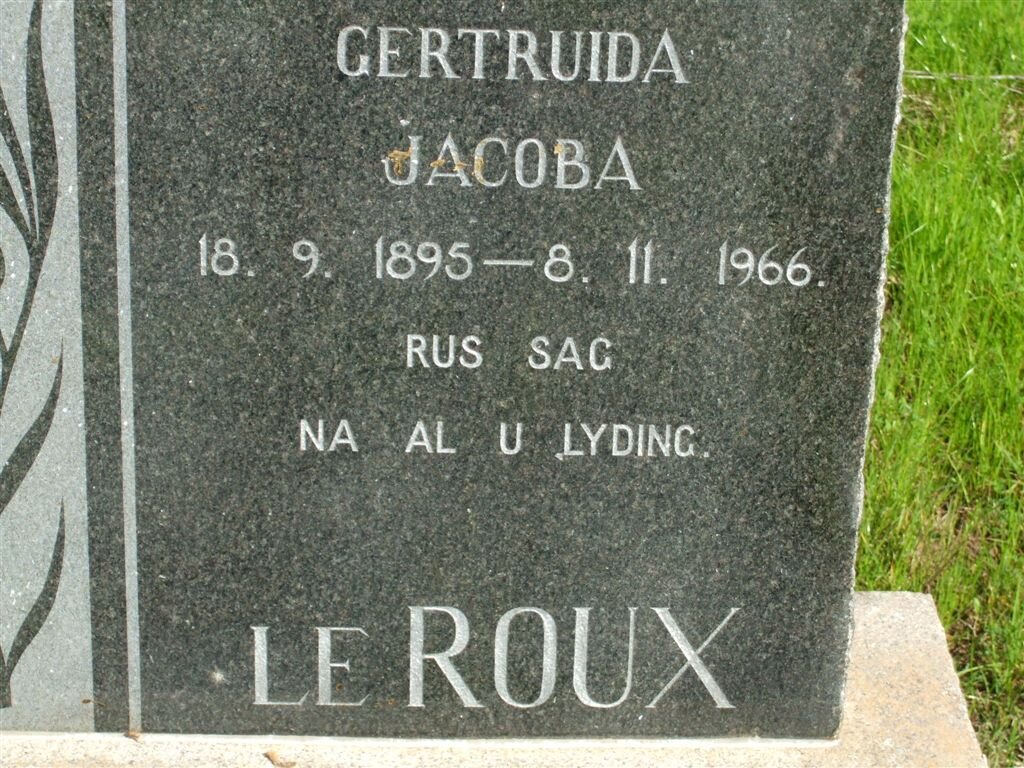 GERTRUIDA
JACOBA
18. 9. 1895 — 8. 11. 1966.
RUS SAG
NA AL U LYDING.
LE ROUX